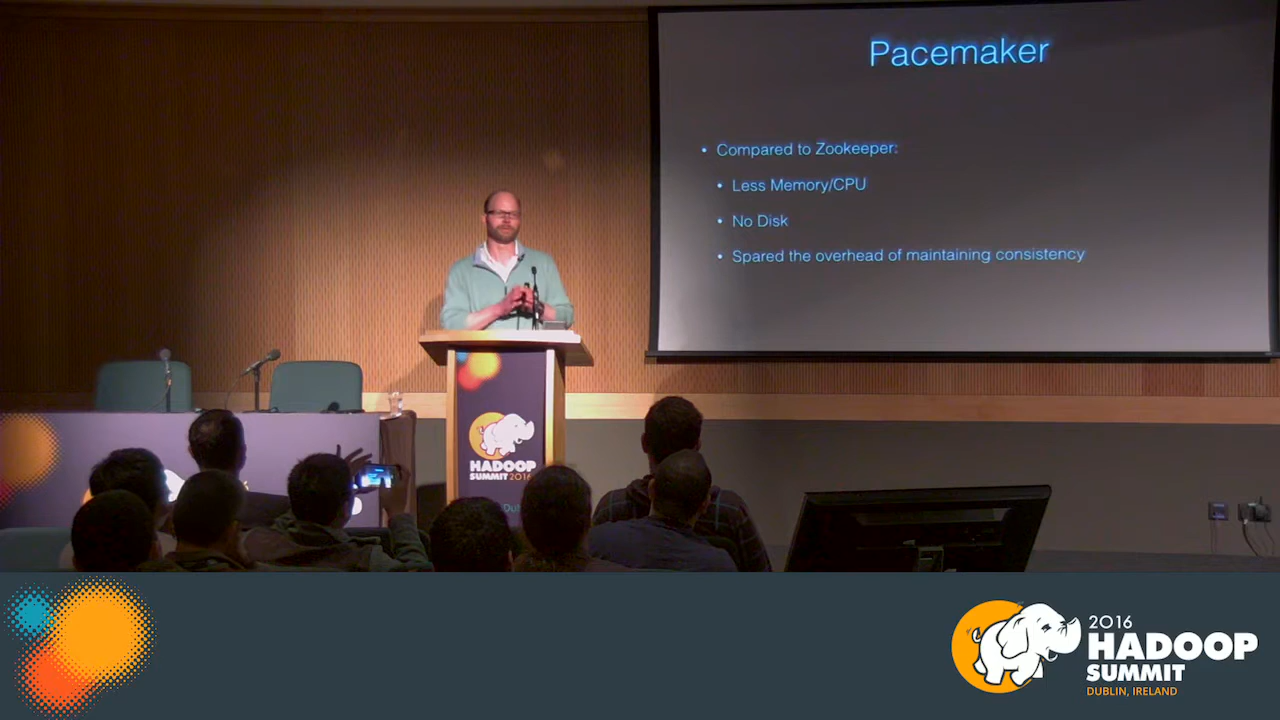 Pacemaker
• Compared to Zookeeper:
• Less Memory/CPU
• No Disk
• Spared the overhead of maintaining consistency
HADOOP
SUMMIT 2016
2016
HADOOP
SUMMIT
DUBLIN, IRELAND